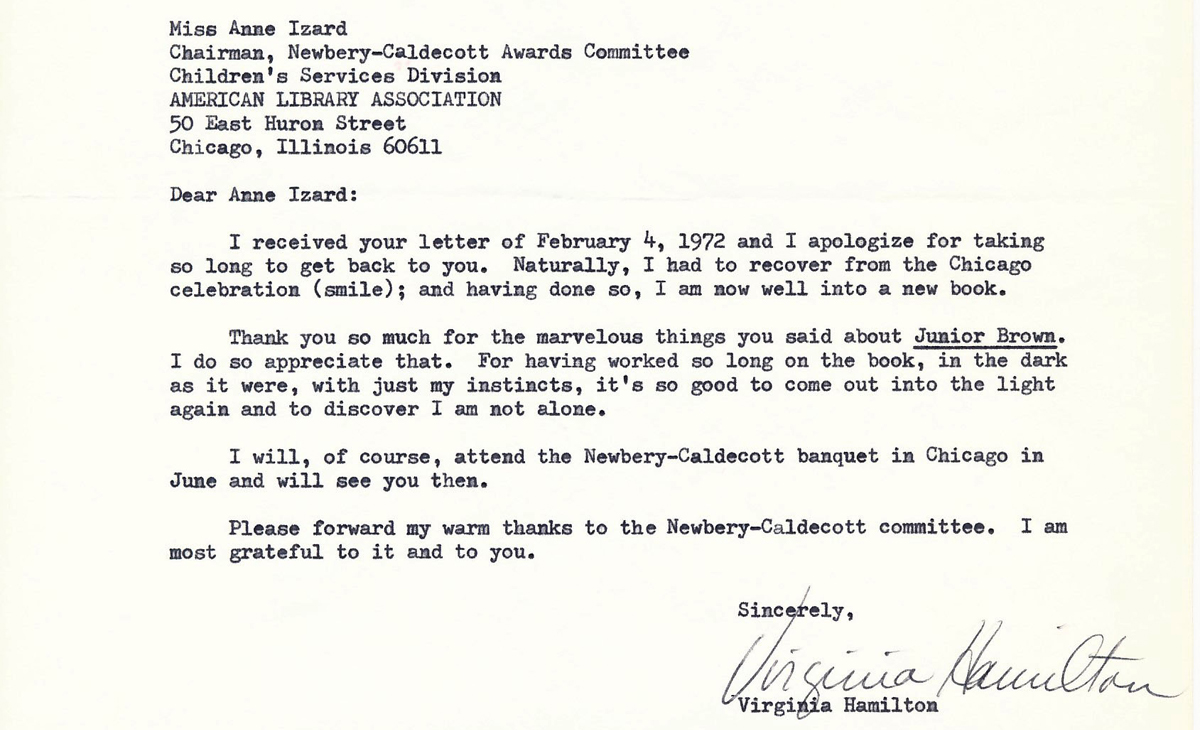 Miss Anne Izard
Chairman, Newbery-Caldecott Awards Committee
Children's Services Division
AMERICAN LIBRARY ASSOCIATION
50 East Huron Street
Chicago, Illinois 60611
Dear Anne Izard:
I received your letter of February 4, 1972 and I apologize for taking
so long to get back to you. Naturally, I had to recover from the Chicago
celebration (smile); and having done so, I am now well into a new book.
Thank you so much for the marvelous things you said about Junior Brown.
I do so appreciate that. For having worked so long on the book, in the dark
as it were, with just my instincts, it's so good to come out into the light
again and to discover I am not alone.
I will, of course, attend the Newbery-Caldecott banquet in Chicago in
June and will see you then.
Please forward my warm thanks to the Newbery-Caldecott committee. I am
most grateful to it and to you.
Sincerely,
Virginia Hamilton
Virginia Hamilton